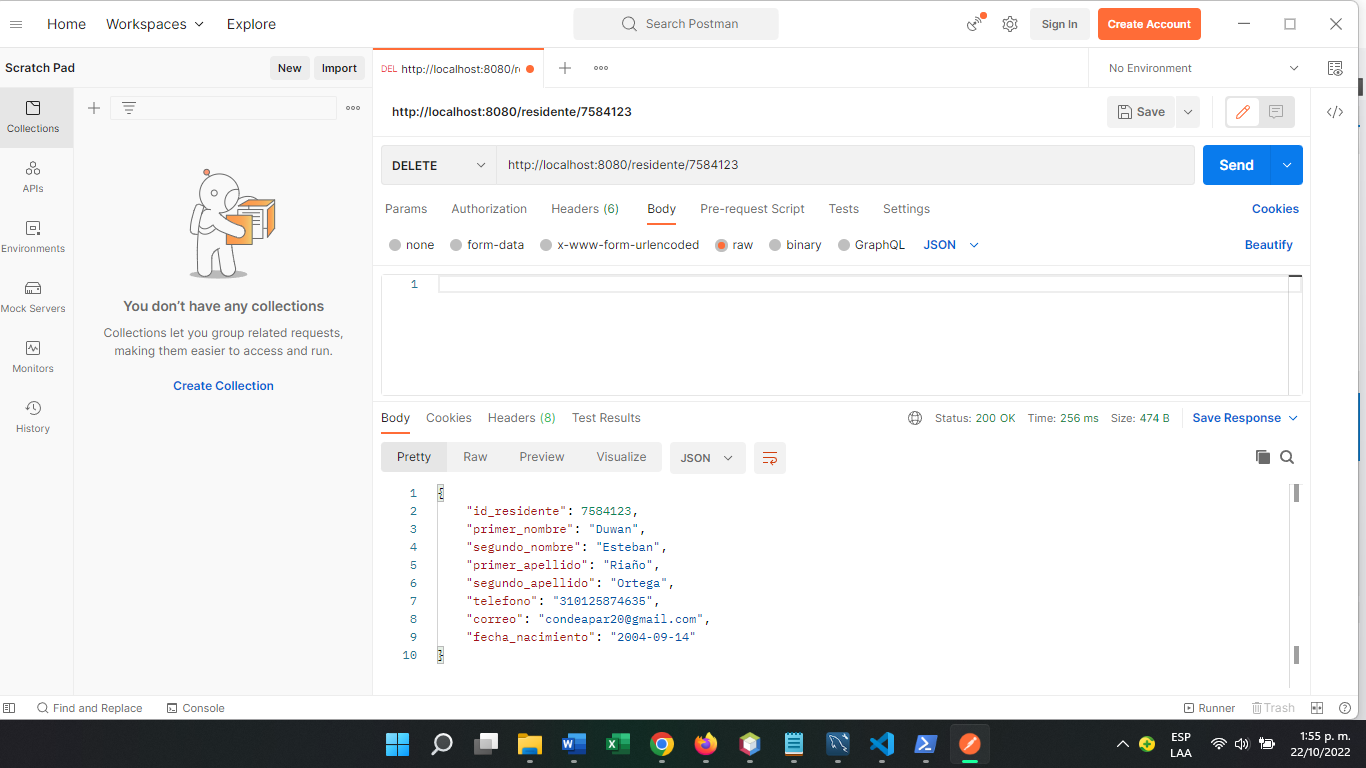 Home Workspaces Explore Search Postman Sign In Create Account
Scratch Pad New Import DEL http://localhost:8080/re No Environment
http://localhost:8080/residente/7584123 Save
Collections
APIs
Environments
Mock Servers
Monitors
History
You don't have any collections
Collections let you group related requests,
making them easier to access and run.
Create Collection
DELETE http://localhost:8080/residente/7584123 Send
Params Authorization Headers (6) Body Pre-request Script Tests Settings Cookies
none form-data x-www-form-urlencoded raw binary GraphQL JSON Beautify
1
Body Cookies Headers (8) Test Results Status: 200 OK Time: 256 ms Size: 474 B Save Response
Pretty Raw Preview Visualize JSON
1 {
2 "id_residente": 7584123,
3 "primer_nombre": "Duwan",
4 "segundo_nombre": "Esteban",
5 "primer_apellido": "Riaño",
6 "segundo_apellido": "Ortega",
7 "telefono": "310125874635",
8 "correo": "condeapar20@gmail.com",
9 "fecha_nacimiento": "2004-09-14"
10 }
Find and Replace Console Runner Trash
ESP 1:55 p. m.
LAA 22/10/2022